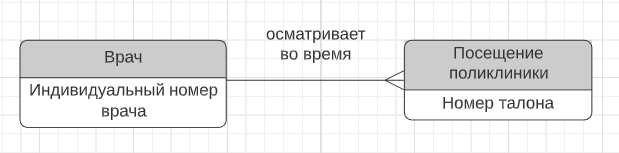 осматривает
во время
Врач
Индивидуальный номер
врача
Посещение
поликлиники
Номер талона